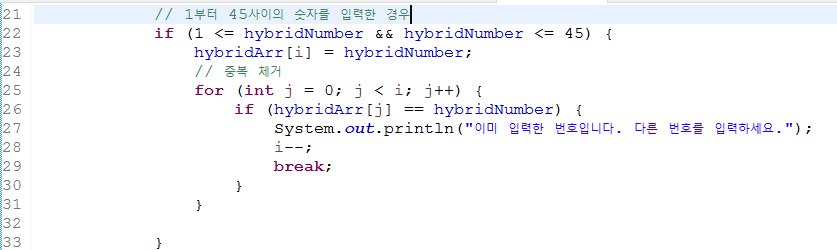 21 // 1부터 45사이의 숫자를 입력한 경우
22 if (1 <= hybridNumber && hybridNumber <= 45) {
23 hybridArr[i] = hybridNumber;
24 // 중복 체거
25 for (int j = 0; j < i; j++) {
26 if (hybridArr[j] == hybridNumber) {
27 System.out.println("이미 입력한 번호입니다. 다른 번호를 입력하세요.");
28 i--;
29 break;
30 }
31 }
32
33 }